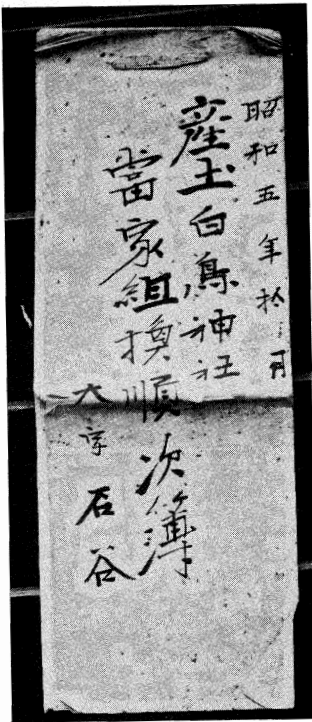 昭和五年拾月
産土白鳥神社
當家組換順次簿
大字石谷